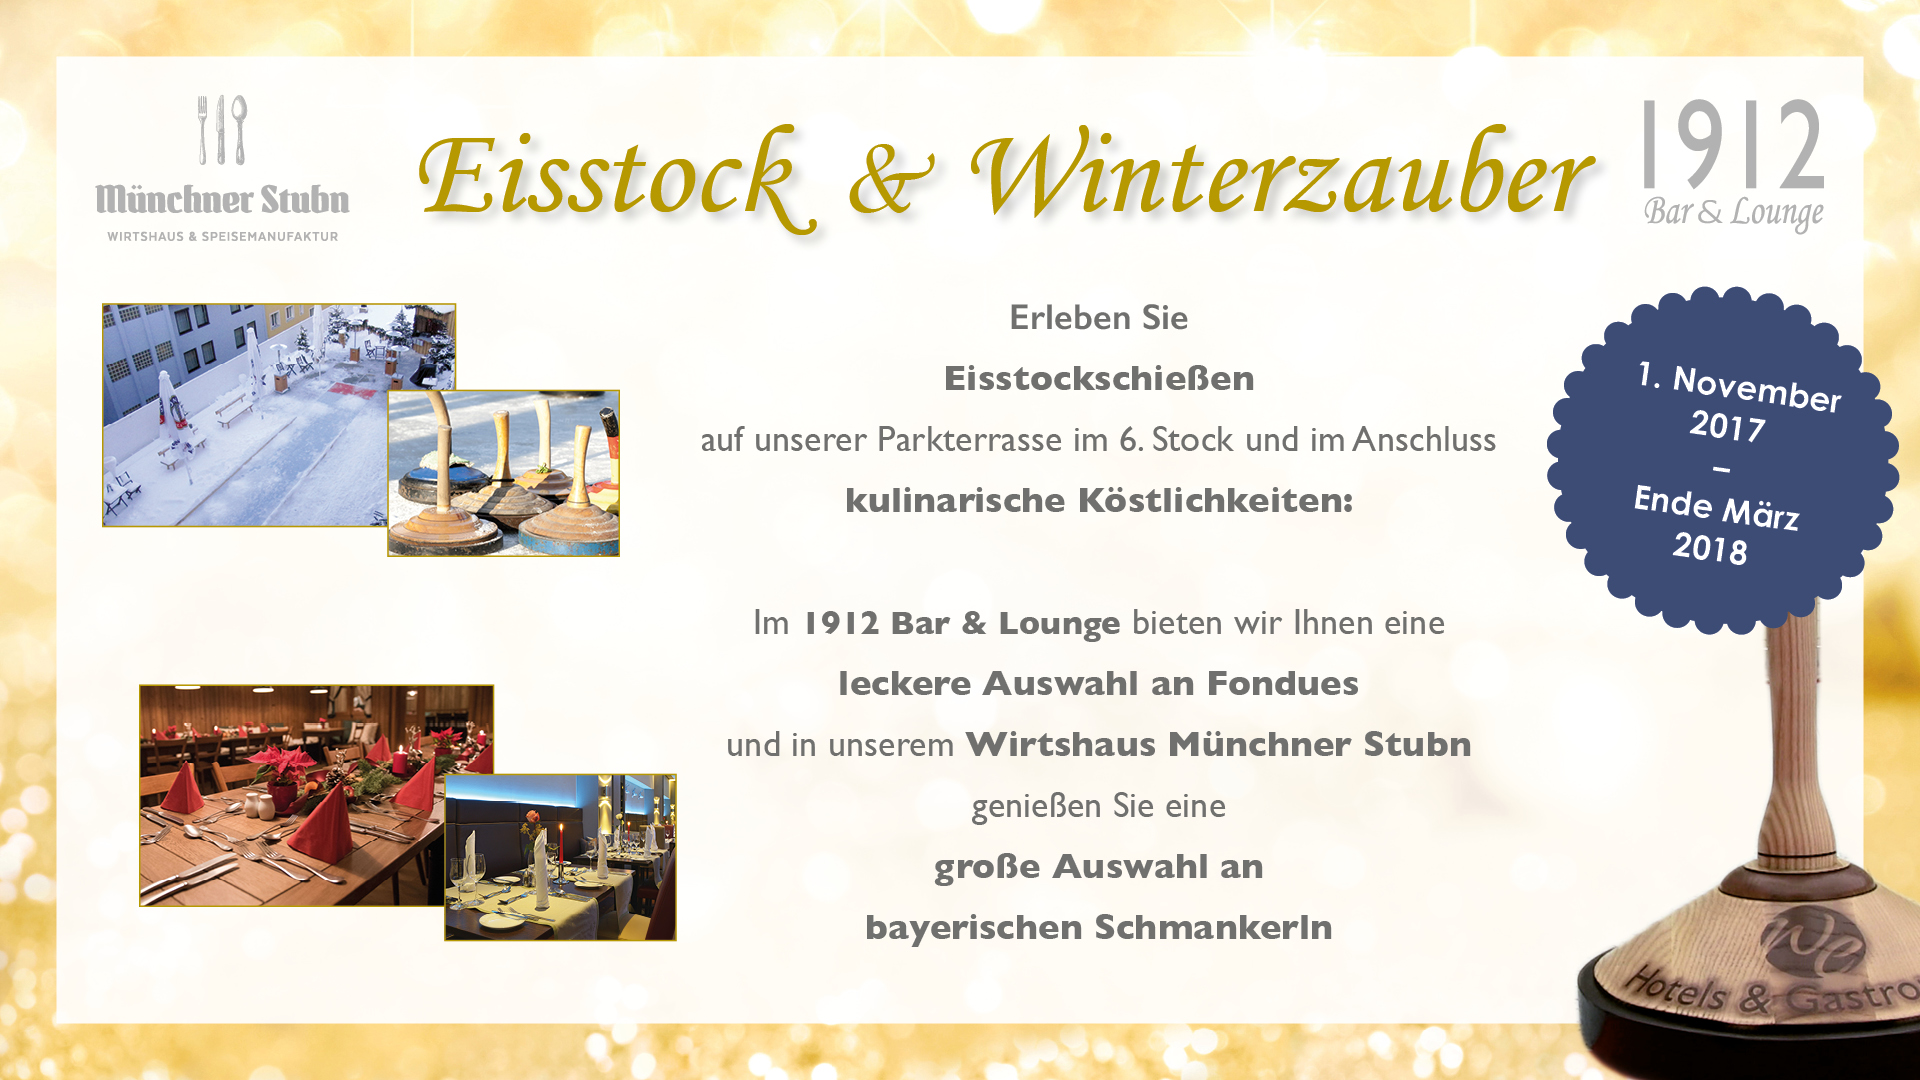 Münchner Stubn
WIRTSHAUS & SPEISEMANUFAKTUR
Eisstock & Winterzauber
1912
Bar & Lounge
Erleben Sie
Eisstockschießen
auf unserer Parkterrasse im 6. Stock und im Anschluss
kulinarische Köstlichkeiten:
1. November
2017
–
Ende März
2018
Im 1912 Bar & Lounge bieten wir Ihnen eine
leckere Auswahl an Fondues
und in unserem Wirtshaus Münchner Stubn
genießen Sie eine
große Auswahl an
bayerischen Schmankerln
Hotels & Gastro